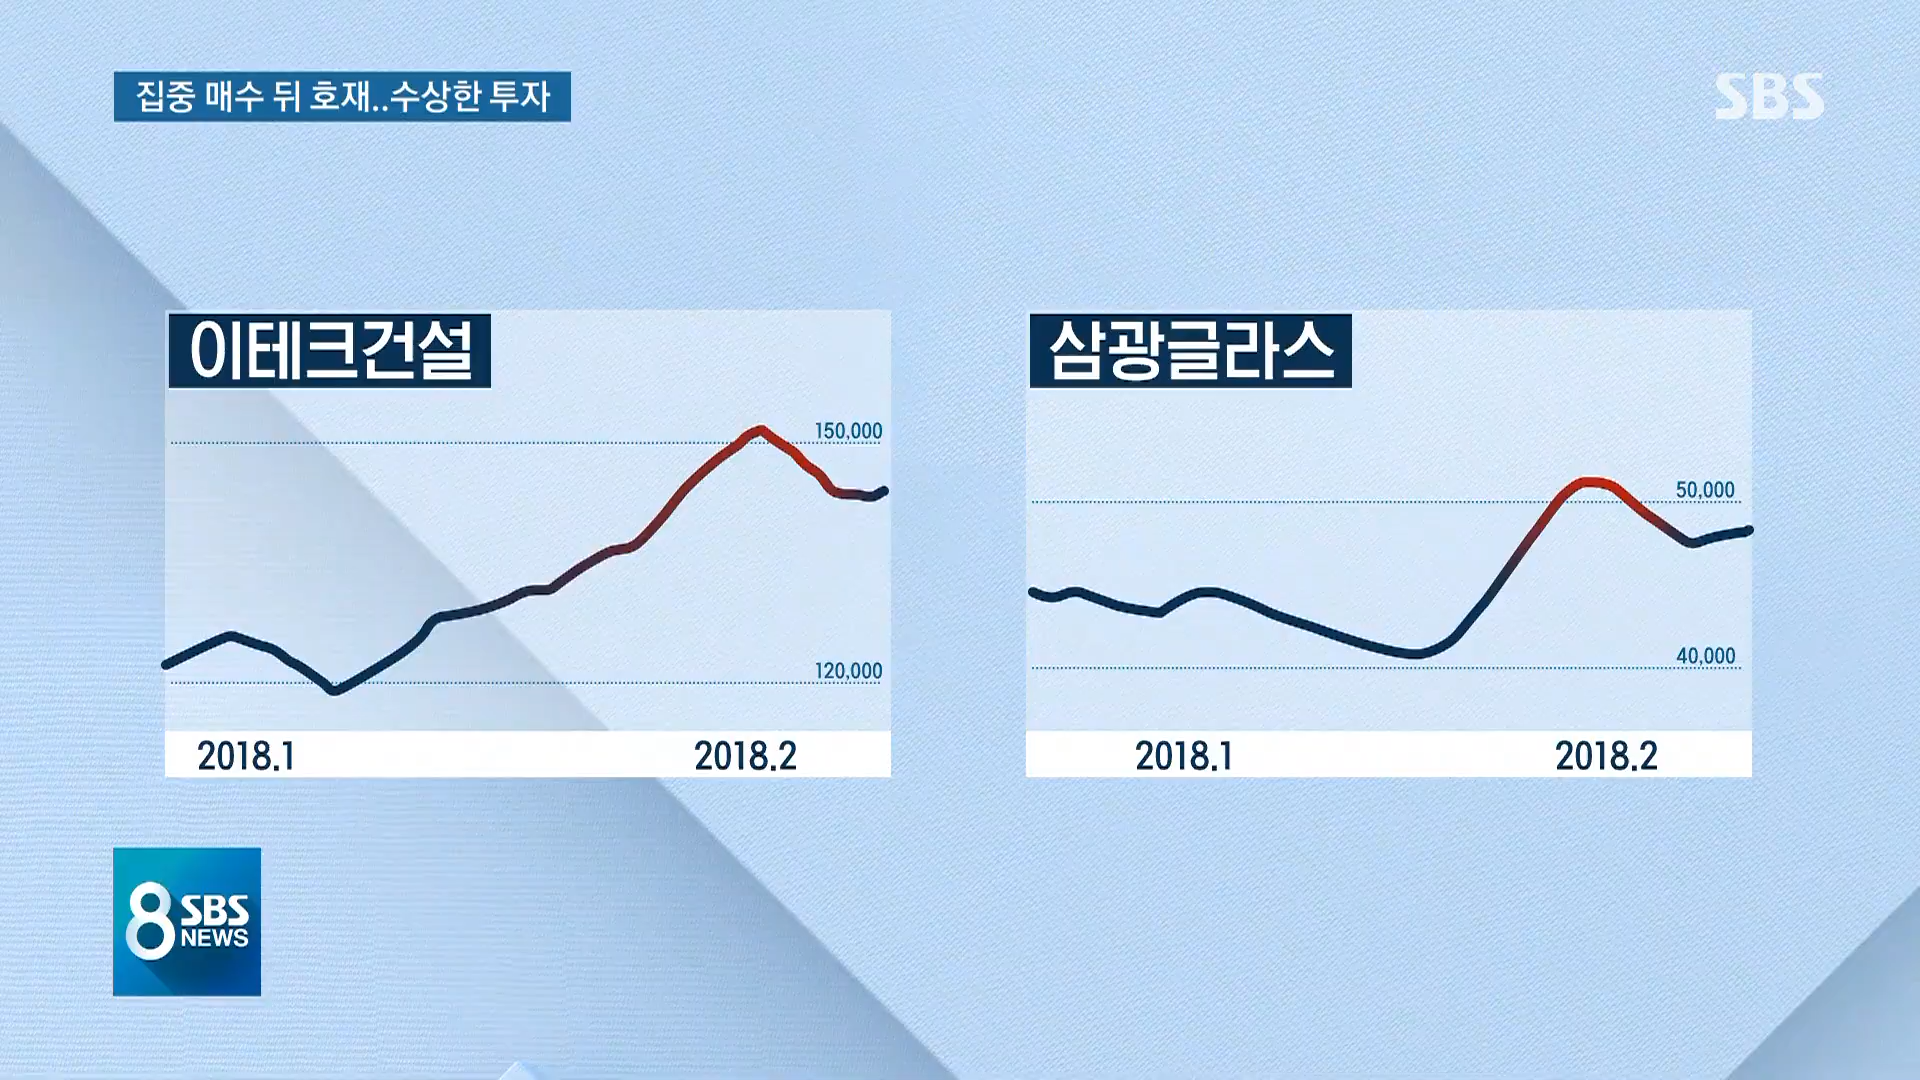 집중 매수 뒤 호재..수상한 투자
SBS
이테크건설
150,000
120,000
2018.1
2018.2
삼광글라스
50,000
40,000
2018.1
2018.2
8 SBS
NEWS